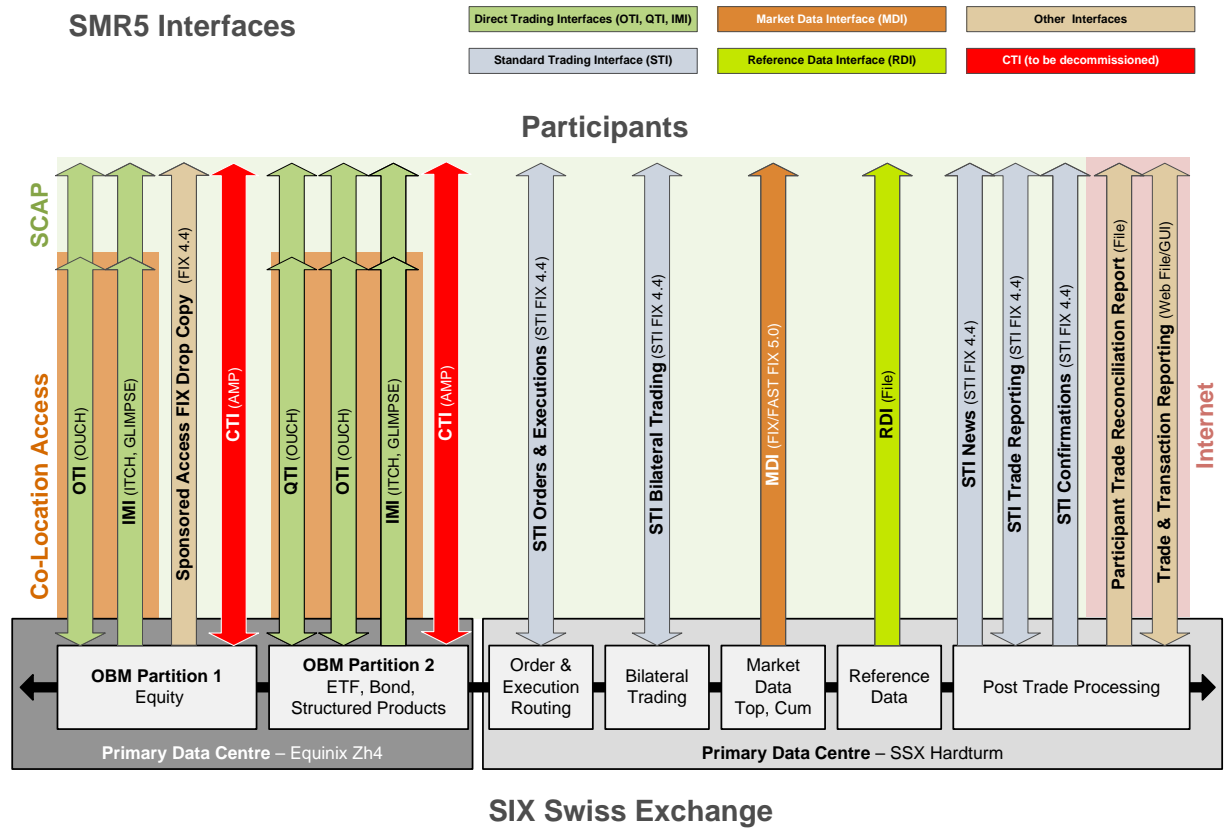 SMR5 Interfaces
Direct Trading Interfaces (OTI, QTI, IMI)
Market Data Interface (MDI)
Other Interfaces
Standard Trading Interface (STI)
Reference Data Interface (RDI)
CTI (to be decommissioned)
Participants
SCAP
Co-Location Access
Internet
OTI (OUCH)
IMI (ITCH, GLIMPSE)
Sponsored Access FIX Drop Copy (FIX 4.4)
CTI (AMP)
QTI (OUCH)
OTI (OUCH)
IMI (ITCH, GLIMPSE)
CTI (AMP)
STI Orders & Executions (STI FIX 4.4)
STI Bilateral Trading (STI FIX 4.4)
MDI (FIX/FAST FIX 5.0)
RDI (File)
STI News (STI FIX 4.4)
STI Trade Reporting (STI FIX 4.4)
STI Confirmations (STI FIX 4.4)
Participant Trade Reconciliation Report (File)
Trade & Transaction Reporting (Web File/GUI)
OBM Partition 1
Equity
OBM Partition 2
ETF, Bond,
Structured Products
Order &
Execution
Routing
Bilateral
Trading
Market
Data
Top, Cum
Reference
Data
Post Trade Processing
Primary Data Centre – Equinix Zh4
Primary Data Centre – SSX Hardturm
SIX Swiss Exchange